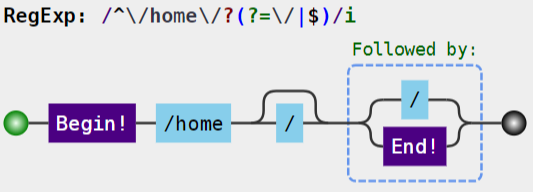 RegExp: /^\/home\/?(?=\/|$)/i
Followed by:
Begin! /home / / End!